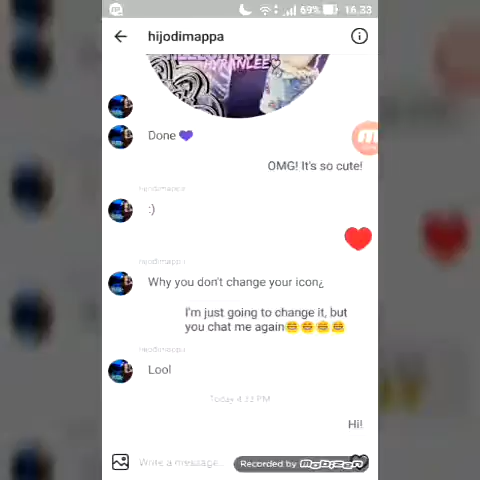 69% 16.33
hijodimappa
HYRANLEE
Done
OMG! It's so cute!
hijodimappa
:)
hijodimappa
Why you don't change your icon¿
I'm just going to change it, but
you chat me again
hijodimappa
Lool
Today 4:33 PM
Hi!
Write a message...
Recorded by mobizen